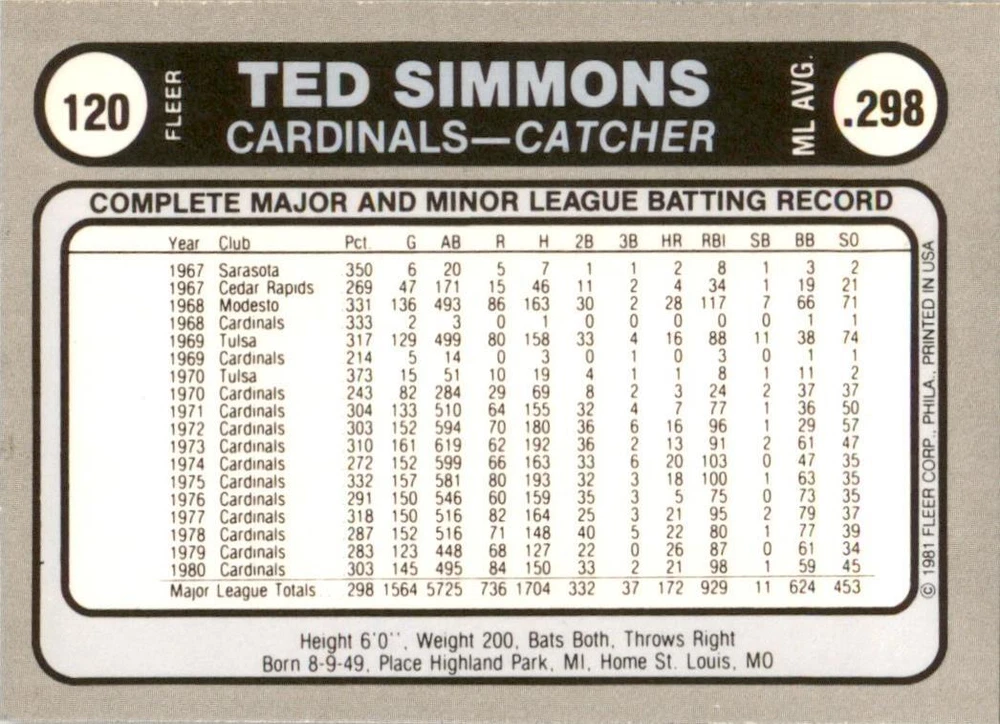 120
FLEER
TED SIMMONS
CARDINALS—CATCHER
ML AVG.
.298
COMPLETE MAJOR AND MINOR LEAGUE BATTING RECORD
Year Club Pct. G AB R H 2B 3B HR RBI SB BB SO
1967 Sarasota 350 6 20 5 7 1 1 2 8 1 3 2
1967 Cedar Rapids 269 47 171 15 46 11 2 4 34 1 19 21
1968 Modesto 331 136 493 86 163 30 2 28 117 7 66 71
1968 Cardinals 333 2 3 0 1 0 0 0 0 0 1 1
1969 Tulsa 317 129 499 80 158 33 4 16 88 11 38 74
1969 Cardinals 214 5 14 0 3 0 1 0 3 0 1 1
1970 Tulsa 373 15 51 10 19 4 1 1 8 1 11 2
1970 Cardinals 243 82 284 29 69 8 2 3 24 2 37 37
1971 Cardinals 304 133 510 64 155 32 4 7 77 1 36 50
1972 Cardinals 303 152 594 70 180 36 6 16 96 1 29 57
1973 Cardinals 310 161 619 62 192 36 2 13 91 2 61 47
1974 Cardinals 272 152 599 66 163 33 6 20 103 0 47 35
1975 Cardinals 332 157 581 80 193 32 3 18 100 1 63 35
1976 Cardinals 291 150 546 60 159 35 3 5 75 0 73 35
1977 Cardinals 318 150 516 82 164 25 3 21 95 2 79 37
1978 Cardinals 287 152 516 71 148 40 5 22 80 1 77 39
1979 Cardinals 283 123 448 68 127 22 0 26 87 0 61 34
1980 Cardinals 303 145 495 84 150 33 2 21 98 1 59 45
Major League Totals 298 1564 5725 736 1704 332 37 172 929 11 624 453
© 1981 FLEER CORP., PHILA., PRINTED IN USA
Height 6'0'', Weight 200, Bats Both, Throws Right
Born 8-9-49, Place Highland Park, MI, Home St. Louis, MO